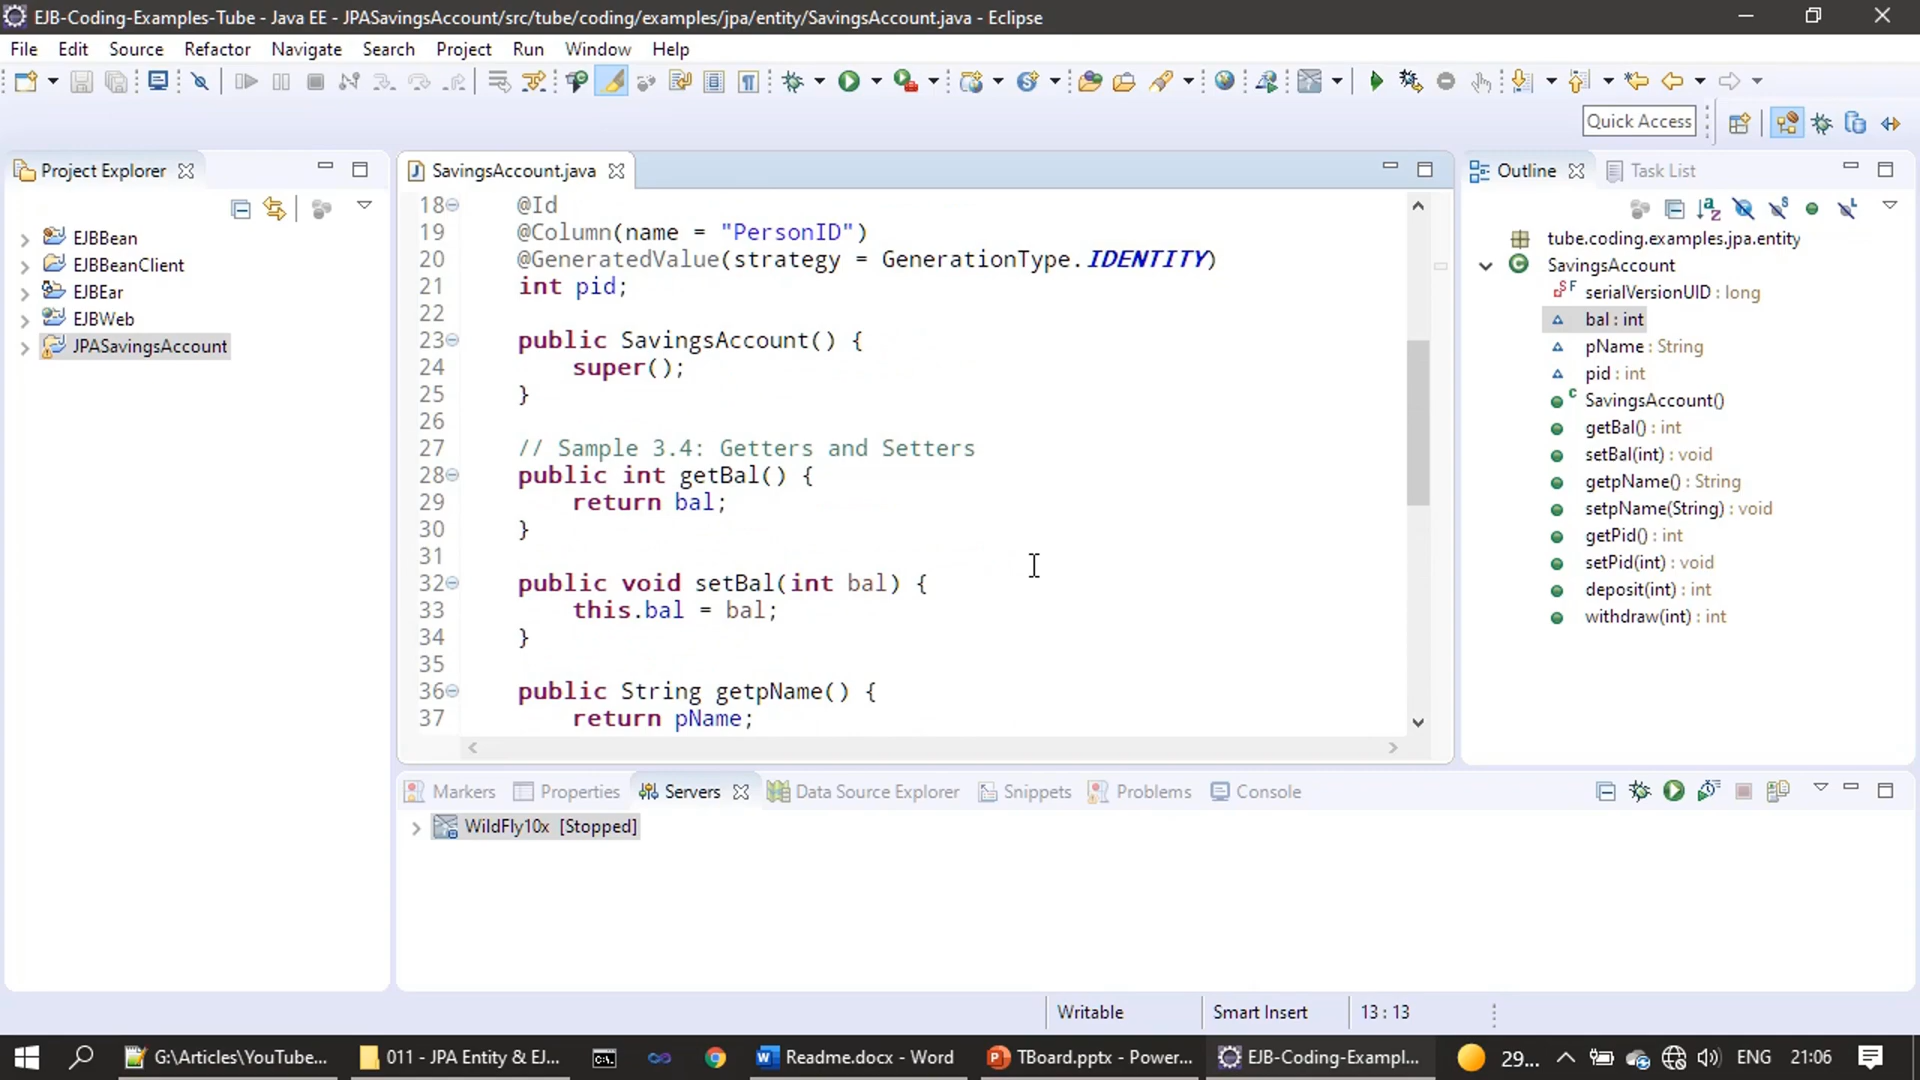 EJB-Coding-Examples-Tube - Java EE - JPASavingsAccount/src/tube/coding/examples/jpa/entity/SavingsAccount.java - Eclipse
File Edit Source Refactor Navigate Search Project Run Window Help
Quick Access
Project Explorer
EJBBean
EJBBeanClient
EJBEar
EJBWeb
JPASavingsAccount
SavingsAccount.java
18 @Id
19 @Column(name = "PersonID")
20 @GeneratedValue(strategy = GenerationType.IDENTITY)
21 int pid;
22
23 public SavingsAccount() {
24 super();
25 }
26
27 // Sample 3.4: Getters and Setters
28 public int getBal() {
29 return bal;
30 }
31
32 public void setBal(int bal) {
33 this.bal = bal;
34 }
35
36 public String getpName() {
37 return pName;
Outline Task List
tube.coding.examples.jpa.entity
SavingsAccount
serialVersionUID : long
bal : int
pName : String
pid : int
SavingsAccount()
getBal() : int
setBal(int) : void
getpName() : String
setpName(String) : void
getPid() : int
setPid(int) : void
deposit(int) : int
withdraw(int) : int
Markers Properties Servers Data Source Explorer Snippets Problems Console
WildFly10x [Stopped]
Writable Smart Insert 13 : 13
G:\Articles\YouTube... 011 - JPA Entity & EJ... Readme.docx - Word TBoard.pptx - Power... EJB-Coding-Exampl... 29... ENG 21:06